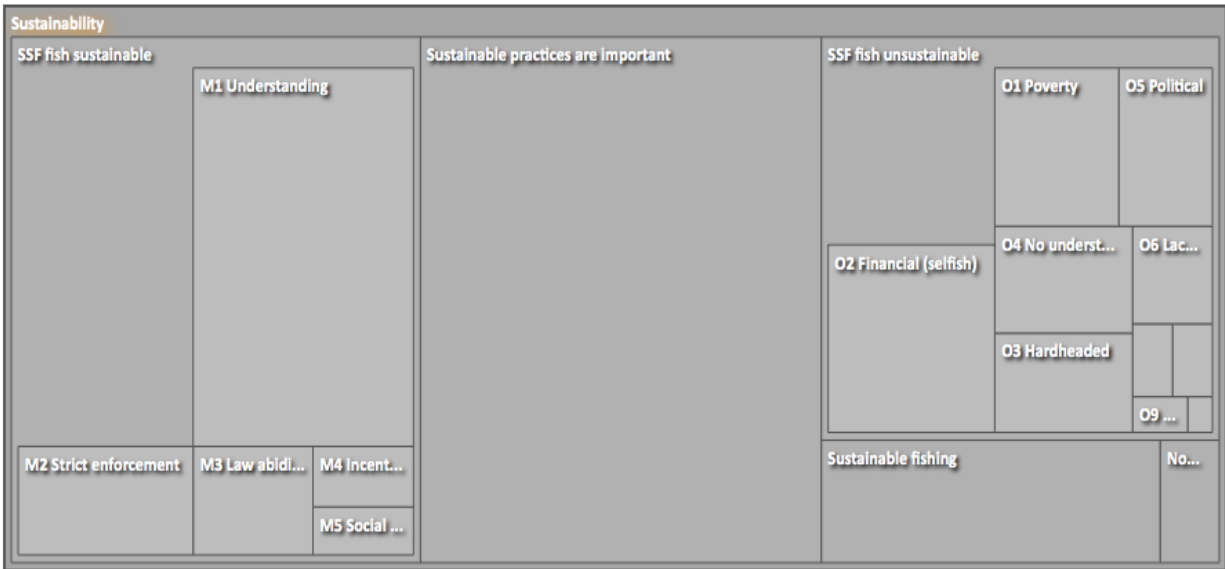 Sustainability
SSF fish sustainable
M1 Understanding
M2 Strict enforcement
M3 Law abidi...
M4 Incent...
M5 Social ...
Sustainable practices are important
SSF fish unsustainable
O1 Poverty
O5 Political
O2 Financial (selfish)
O4 No underst...
O6 Lac...
O3 Hardheaded
O9 ...
Sustainable fishing
No...